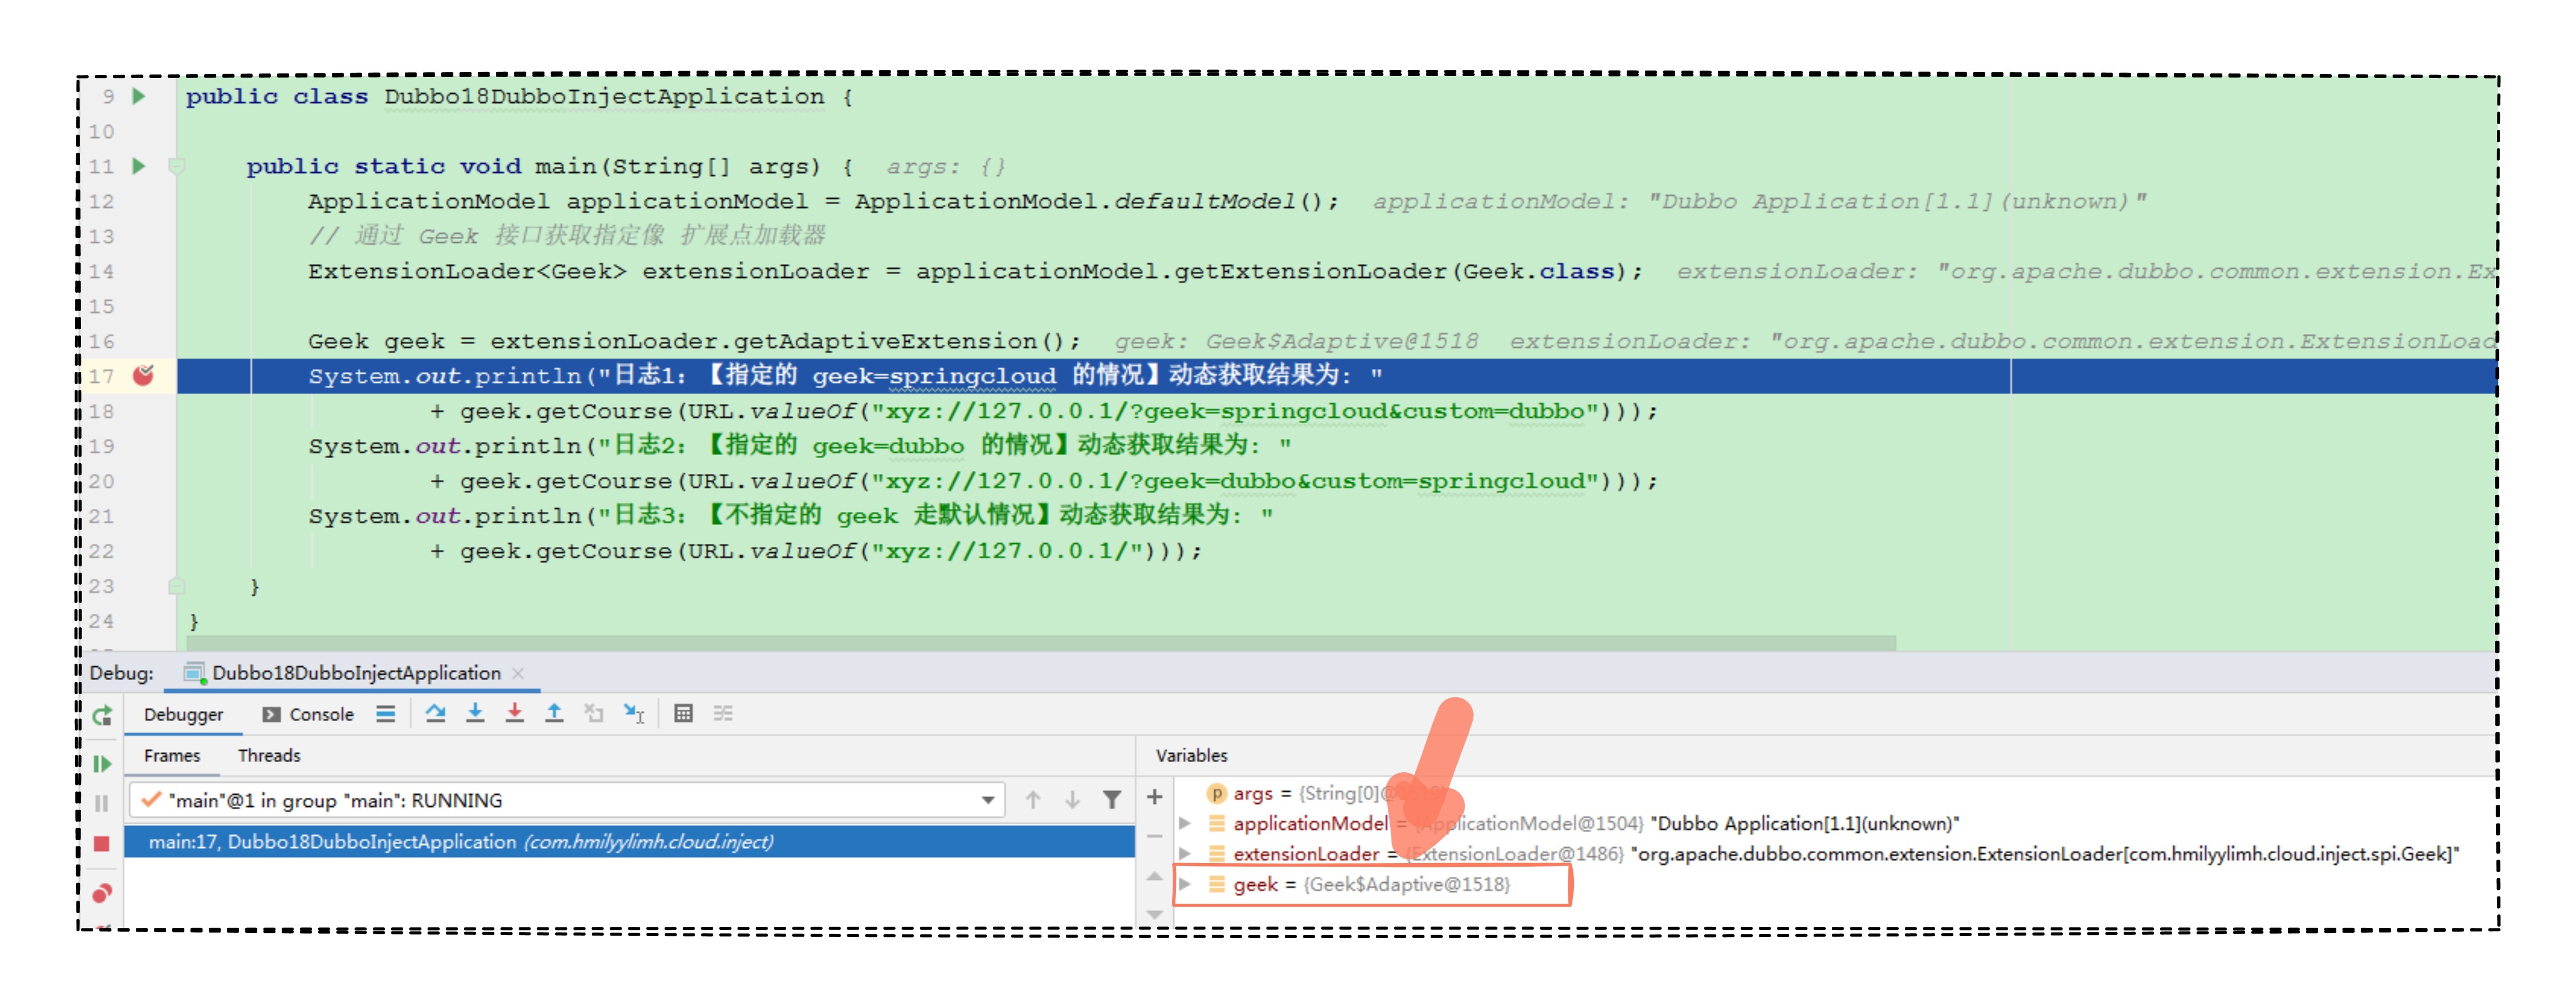 9 public class Dubbo18DubboInjectApplication {
10
11 public static void main(String[] args) { args: {}
12 ApplicationModel applicationModel = ApplicationModel.defaultModel(); applicationModel: "Dubbo Application[1.1](unknown)"
13 // 通过 Geek 接口获取指定像 扩展点加载器
14 ExtensionLoader<Geek> extensionLoader = applicationModel.getExtensionLoader(Geek.class); extensionLoader: "org.apache.dubbo.common.extension.Ex
15
16 Geek geek = extensionLoader.getAdaptiveExtension(); geek: Geek$Adaptive@1518 extensionLoader: "org.apache.dubbo.common.extension.ExtensionLoad
17 System.out.println("日志1：【指定的 geek=springcloud 的情况】动态获取结果为: "
18 + geek.getCourse(URL.valueOf("xyz://127.0.0.1/?geek=springcloud&custom=dubbo")));
19 System.out.println("日志2：【指定的 geek=dubbo 的情况】动态获取结果为: "
20 + geek.getCourse(URL.valueOf("xyz://127.0.0.1/?geek=dubbo&custom=springcloud")));
21 System.out.println("日志3：【不指定的 geek 走默认情况】动态获取结果为: "
22 + geek.getCourse(URL.valueOf("xyz://127.0.0.1/")));
23 }
24 }
Debug: Dubbo18DubboInjectApplication
Debugger Console
Frames Threads
Variables
"main"@1 in group "main": RUNNING
main:17, Dubbo18DubboInjectApplication (com.hmilyylimh.cloud.inject)
p args = {String[0]@
applicationModel = {ApplicationModel@1504} "Dubbo Application[1.1](unknown)"
extensionLoader = {ExtensionLoader@1486} "org.apache.dubbo.common.extension.ExtensionLoader[com.hmilyylimh.cloud.inject.spi.Geek]"
geek = {Geek$Adaptive@1518}